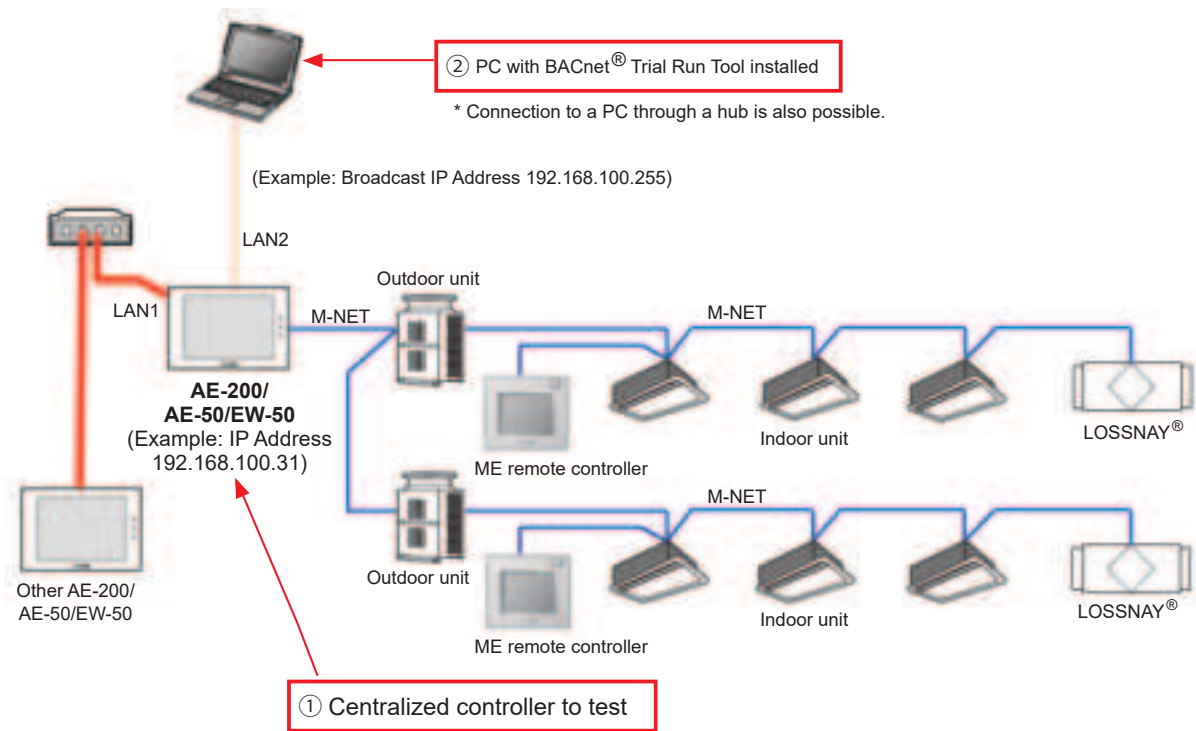 ② PC with BACnet® Trial Run Tool installed
* Connection to a PC through a hub is also possible.
(Example: Broadcast IP Address 192.168.100.255)
LAN2
LAN1
M-NET
Outdoor unit
M-NET
AE-200/
AE-50/EW-50
(Example: IP Address
192.168.100.31)
ME remote controller
Indoor unit
LOSSNAY®
M-NET
Other AE-200/
AE-50/EW-50
Outdoor unit
ME remote controller
Indoor unit
LOSSNAY®
① Centralized controller to test